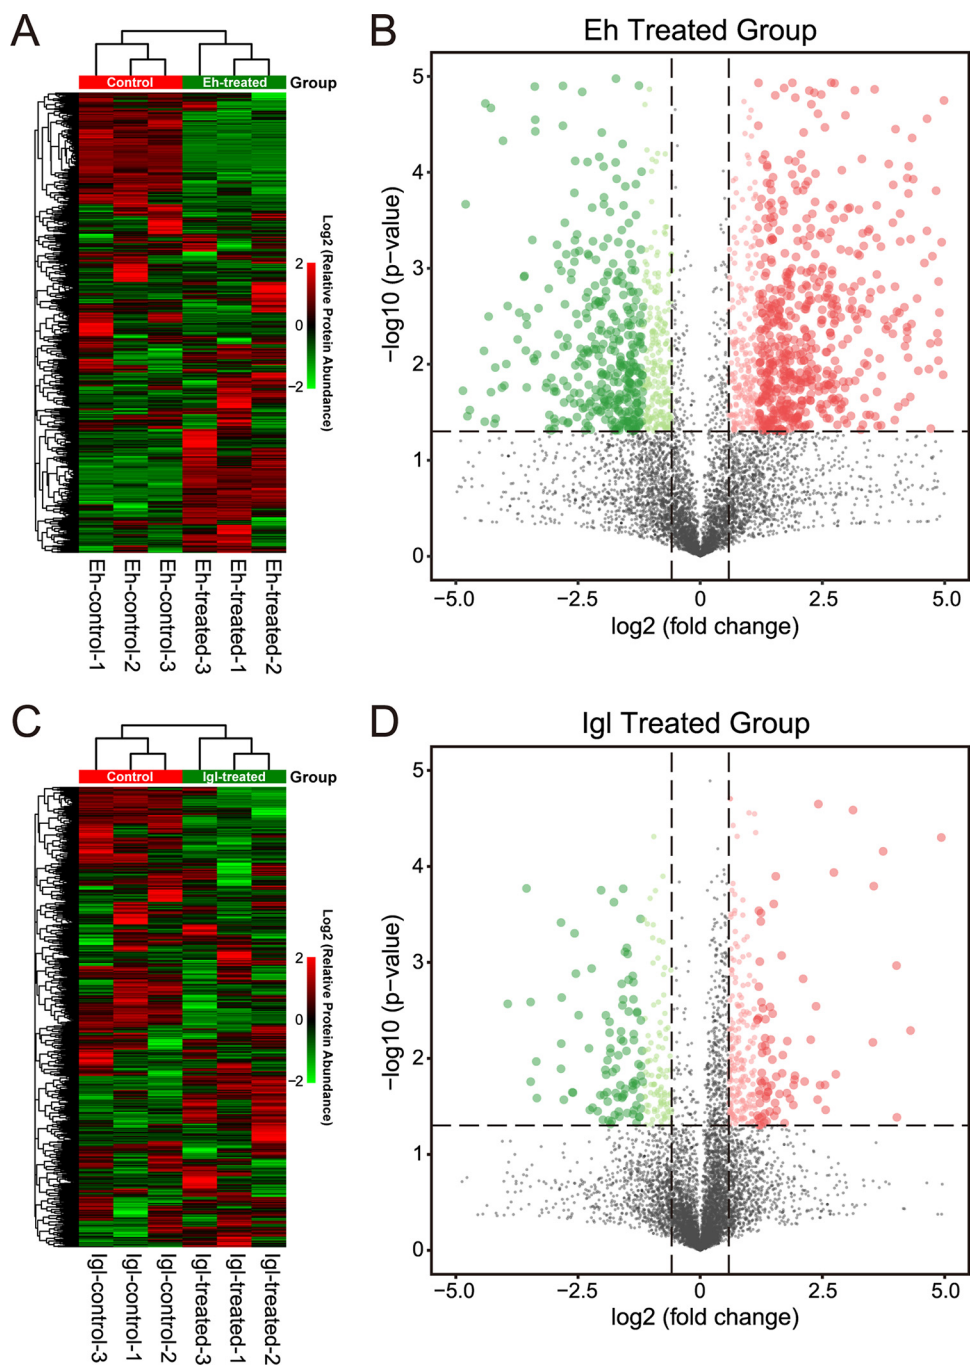 A
Control
Eh-treated
Group
Log2 (Relative Protein Abundance)
2
0
−2
Eh-control-1
Eh-control-2
Eh-control-3
Eh-treated-3
Eh-treated-1
Eh-treated-2
B
Eh Treated Group
−log10 (p−value)
5
4
3
2
1
0
−5.0
−2.5
0
2.5
5.0
log2 (fold change)
C
Control
Igl-treated
Group
Log2 (Relative Protein Abundance)
2
0
−2
Igl-control-3
Igl-control-1
Igl-control-2
Igl-treated-3
Igl-treated-1
Igl-treated-2
D
Igl Treated Group
−log10 (p−value)
5
4
3
2
1
0
−5.0
−2.5
0
2.5
5.0
log2 (fold change)